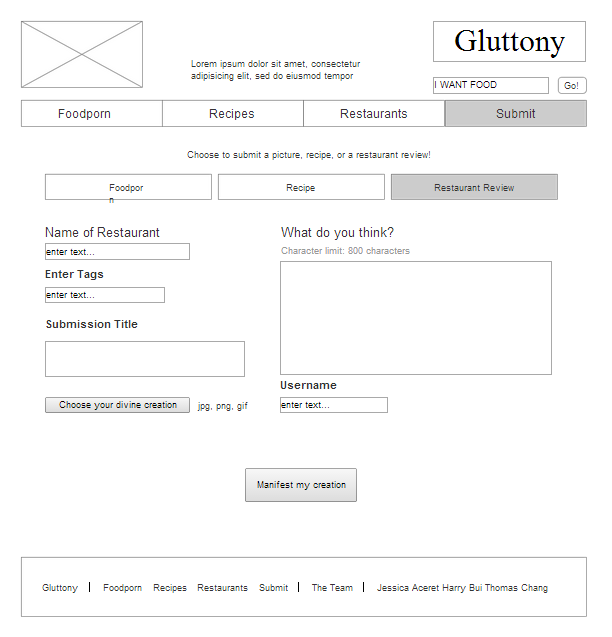 Gluttony
Lorem ipsum dolor sit amet, consectetur
adipisicing elit, sed do eiusmod tempor
I WANT FOOD Go!
Foodporn Recipes Restaurants Submit
Choose to submit a picture, recipe, or a restaurant review!
Foodpor
n
Recipe
Restaurant Review
Name of Restaurant
enter text...
Enter Tags
enter text...
Submission Title
Choose your divine creation jpg, png, gif
What do you think?
Character limit: 800 characters
Username
enter text...
Manifest my creation
Gluttony | Foodporn Recipes Restaurants Submit | The Team | Jessica Aceret Harry Bui Thomas Chang